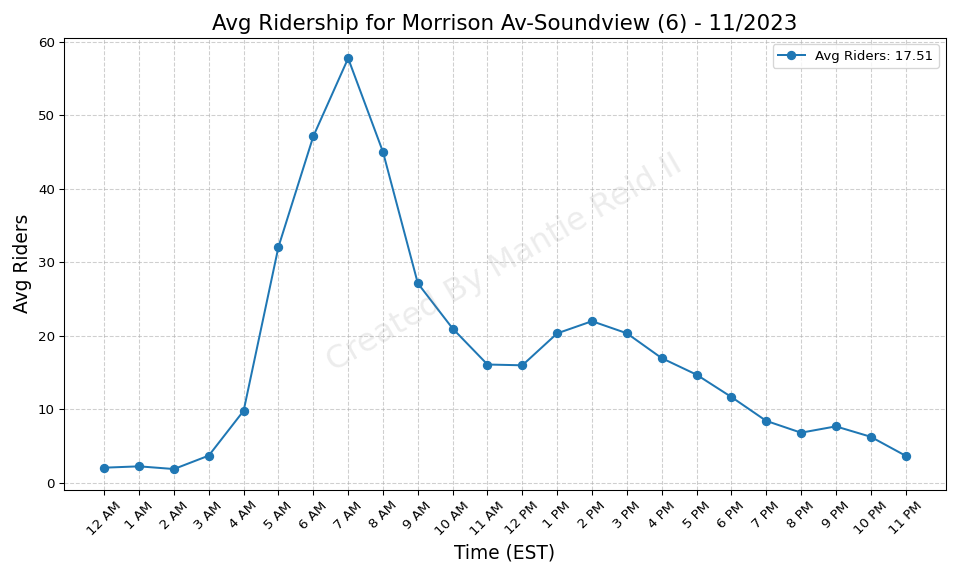 Avg Ridership for Morrison Av-Soundview (6) - 11/2023
Avg Riders: 17.51
60
50
40
30
20
10
0
Avg Riders
Created By Mantie Reid II
12 AM
1 AM
2 AM
3 AM
4 AM
5 AM
6 AM
7 AM
8 AM
9 AM
10 AM
11 AM
12 PM
1 PM
2 PM
3 PM
4 PM
5 PM
6 PM
7 PM
8 PM
9 PM
10 PM
11 PM
Time (EST)